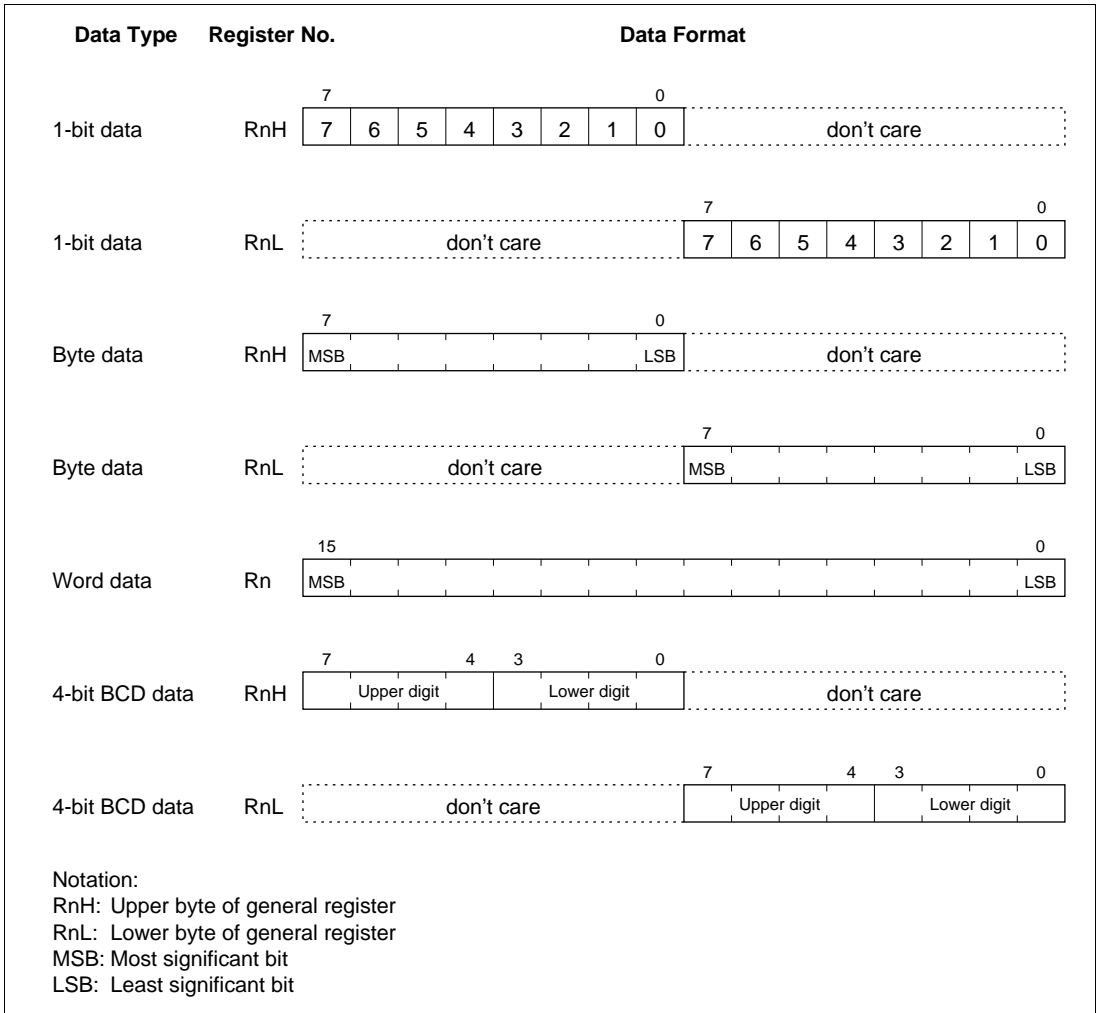 Data Type Register No. Data Format
7 0
1-bit data RnH 7 6 5 4 3 2 1 0 don't care
7 0
1-bit data RnL don't care 7 6 5 4 3 2 1 0
7 0
Byte data RnH MSB LSB don't care
7 0
Byte data RnL don't care MSB LSB
15 0
Word data Rn MSB LSB
7 4 3 0
4-bit BCD data RnH Upper digit Lower digit don't care
7 4 3 0
4-bit BCD data RnL don't care Upper digit Lower digit
Notation:
RnH: Upper byte of general register
RnL: Lower byte of general register
MSB: Most significant bit
LSB: Least significant bit